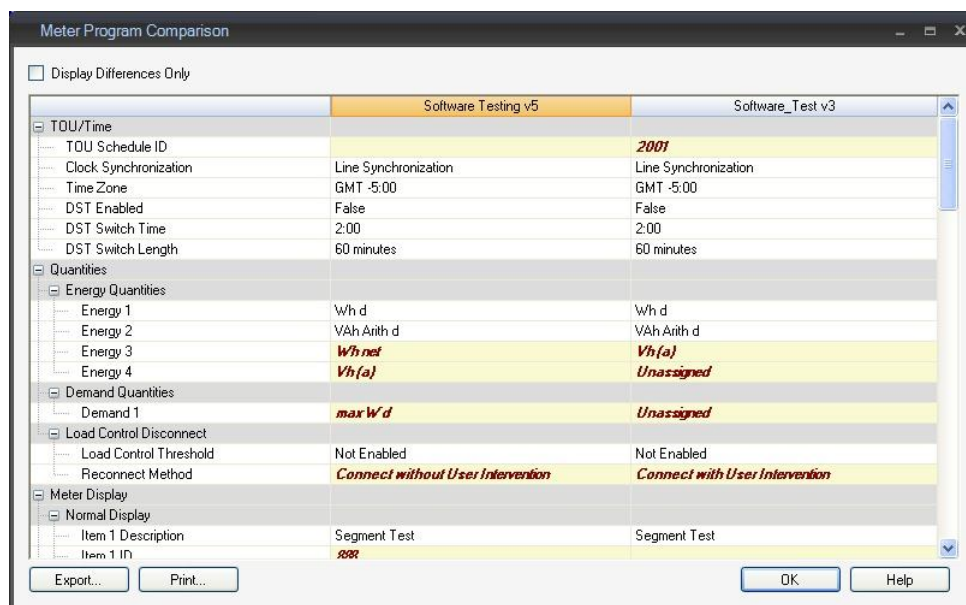 Meter Program Comparison
Display Differences Only
Software Testing v5 Software_Test v3
TOU/Time
TOU Schedule ID 2001
Clock Synchronization Line Synchronization Line Synchronization
Time Zone GMT -5:00 GMT -5:00
DST Enabled False False
DST Switch Time 2:00 2:00
DST Switch Length 60 minutes 60 minutes
Quantities
Energy Quantities
Energy 1 Wh d Wh d
Energy 2 VAh Arith d VAh Arith d
Energy 3 Wh net Vh (a)
Energy 4 Vh (a) Unassigned
Demand Quantities
Demand 1 max W d Unassigned
Load Control Disconnect
Load Control Threshold Not Enabled Not Enabled
Reconnect Method Connect without User Intervention Connect with User Intervention
Meter Display
Normal Display
Item 1 Description Segment Test Segment Test
Item 1 ID 888
Export... Print... OK Help